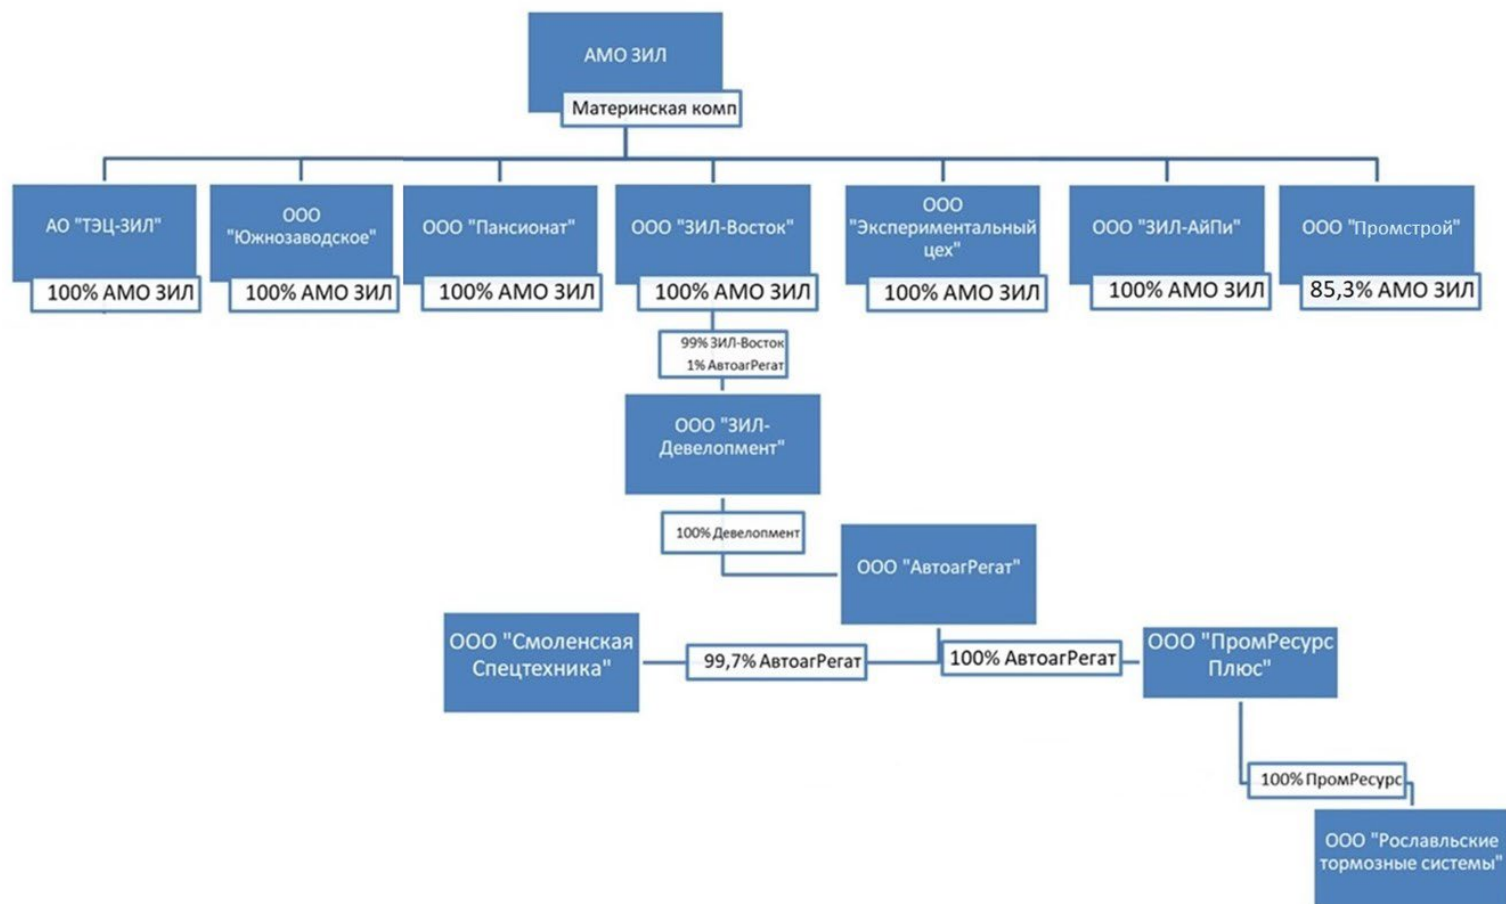 АМО ЗИЛ
Материнская комп
АО "ТЭЦ-ЗИЛ"
100% АМО ЗИЛ
ООО
"Южнозаводское"
100% АМО ЗИЛ
ООО "Пансионат"
100% АМО ЗИЛ
ООО "ЗИЛ-Восток"
100% АМО ЗИЛ
ООО
"Экспериментальный
цех"
100% АМО ЗИЛ
ООО "ЗИЛ-АйПи"
100% АМО ЗИЛ
ООО "Промстрой"
85,3% АМО ЗИЛ
99% ЗИЛ-Восток
1% АвтоагРегат
ООО "ЗИЛ-
Девелопмент"
100% Девелопмент
ООО "АвтоагРегат"
ООО "Смоленская
Спецтехника"
99,7% АвтоагРегат
100% АвтоагРегат
ООО "ПромРесурс
Плюс"
100% ПромРесурс
ООО "Рославльские
тормозные системы"